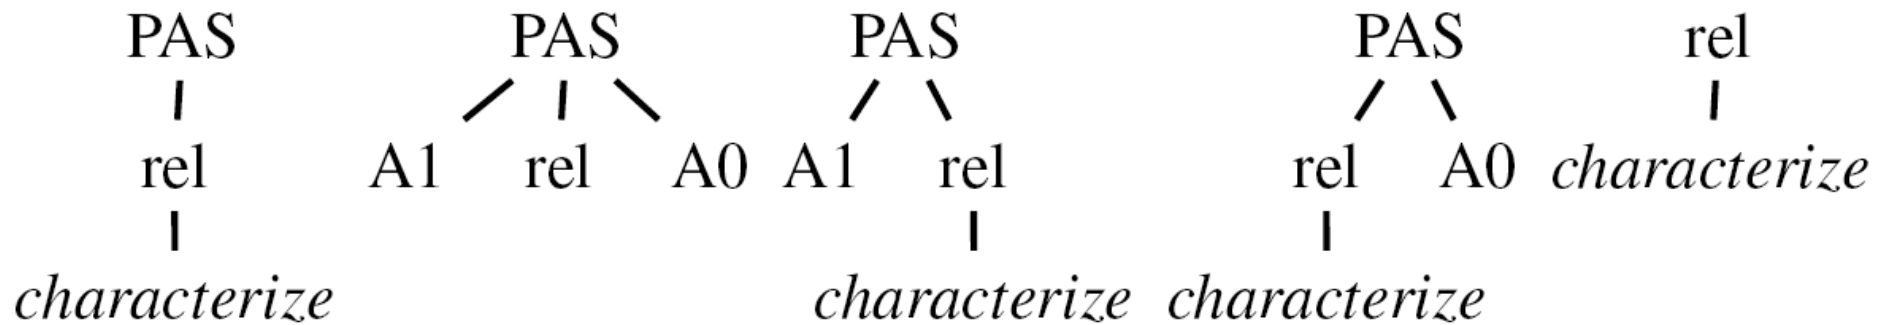 PAS PAS PAS PAS rel
rel A1 rel A0 A1 rel rel A0 characterize
characterize characterize characterize